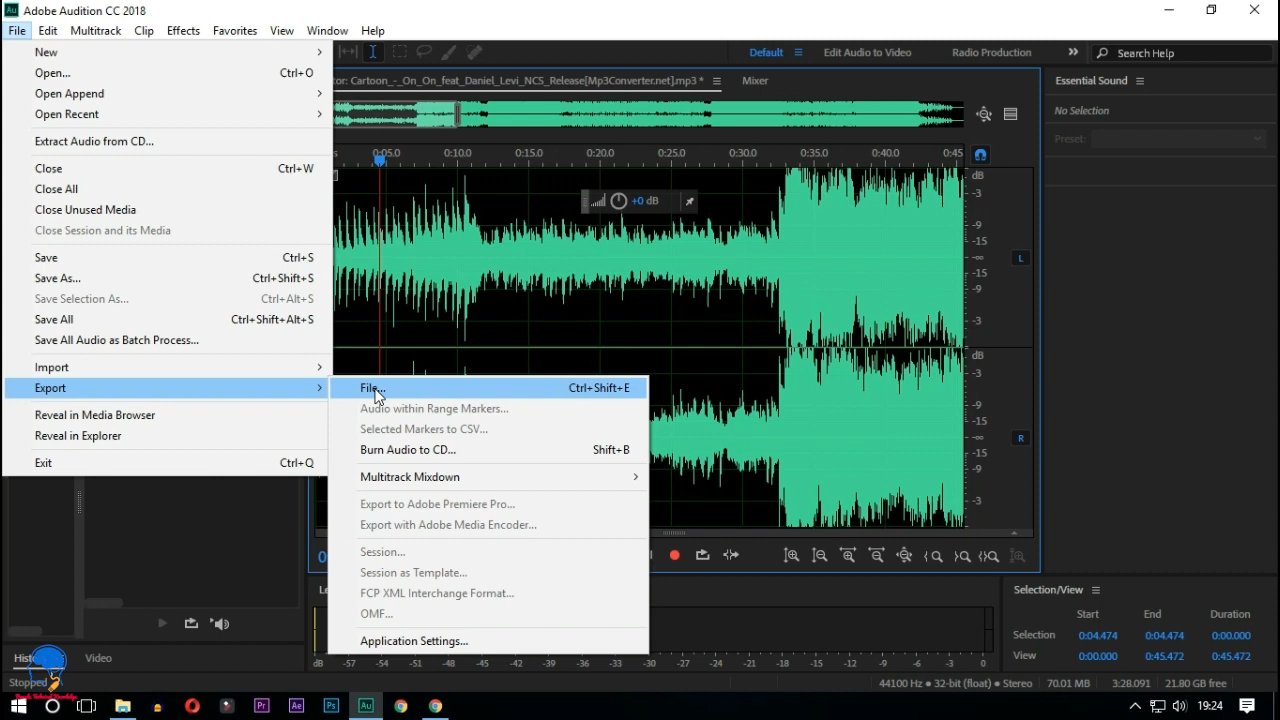 Au Adobe Audition CC 2018
File Edit Multitrack Clip Effects Favorites View Window Help
New
Open... Ctrl+O
Open Append
Open Recent
Extract Audio from CD...
Close Ctrl+W
Close All
Close Unused Media
Close Session and its Media
Save Ctrl+S
Save As... Ctrl+Shift+S
Save Selection As... Ctrl+Alt+S
Save All Ctrl+Shift+Alt+S
Save All Audio as Batch Process...
Import
Export
Reveal in Media Browser
Reveal in Explorer
Exit Ctrl+Q
File... Ctrl+Shift+E
Audio within Range Markers...
Selected Markers to CSV...
Burn Audio to CD... Shift+B
Multitrack Mixdown
Export to Adobe Premiere Pro...
Export with Adobe Media Encoder...
Session...
Session as Template...
FCP XML Interchange Format...
OMF...
Application Settings...
Default Edit Audio to Video Radio Production Search Help
tor: Cartoon_-_On_On_feat_Daniel_Levi_NCS_Release[Mp3Converter.net].mp3 * Mixer
Essential Sound
No Selection
Preset:
s 0:05.0 0:10.0 0:15.0 0:20.0 0:25.0 0:30.0 0:35.0 0:40.0 0:45
+0 dB
dB
-3
-9
-15
-∞
-15
-9
-3
L
dB
-3
-9
-15
-∞
-15
-9
-3
R
Selection/View
Start End Duration
Selection 0:04.474 0:04.474 0:00.000
View 0:00.000 0:45.472 0:45.472
Le
dB -57 -54 -51 -48 -45 -42 -39 -36 -33 -30 -27 -24 -21 -18 -15 -12 -9 -6 -3 0
Video
Stopped
44100 Hz • 32-bit (float) • Stereo 70.01 MB 3:28.091 21.80 GB free
Pr Ae Ps Au 19:24